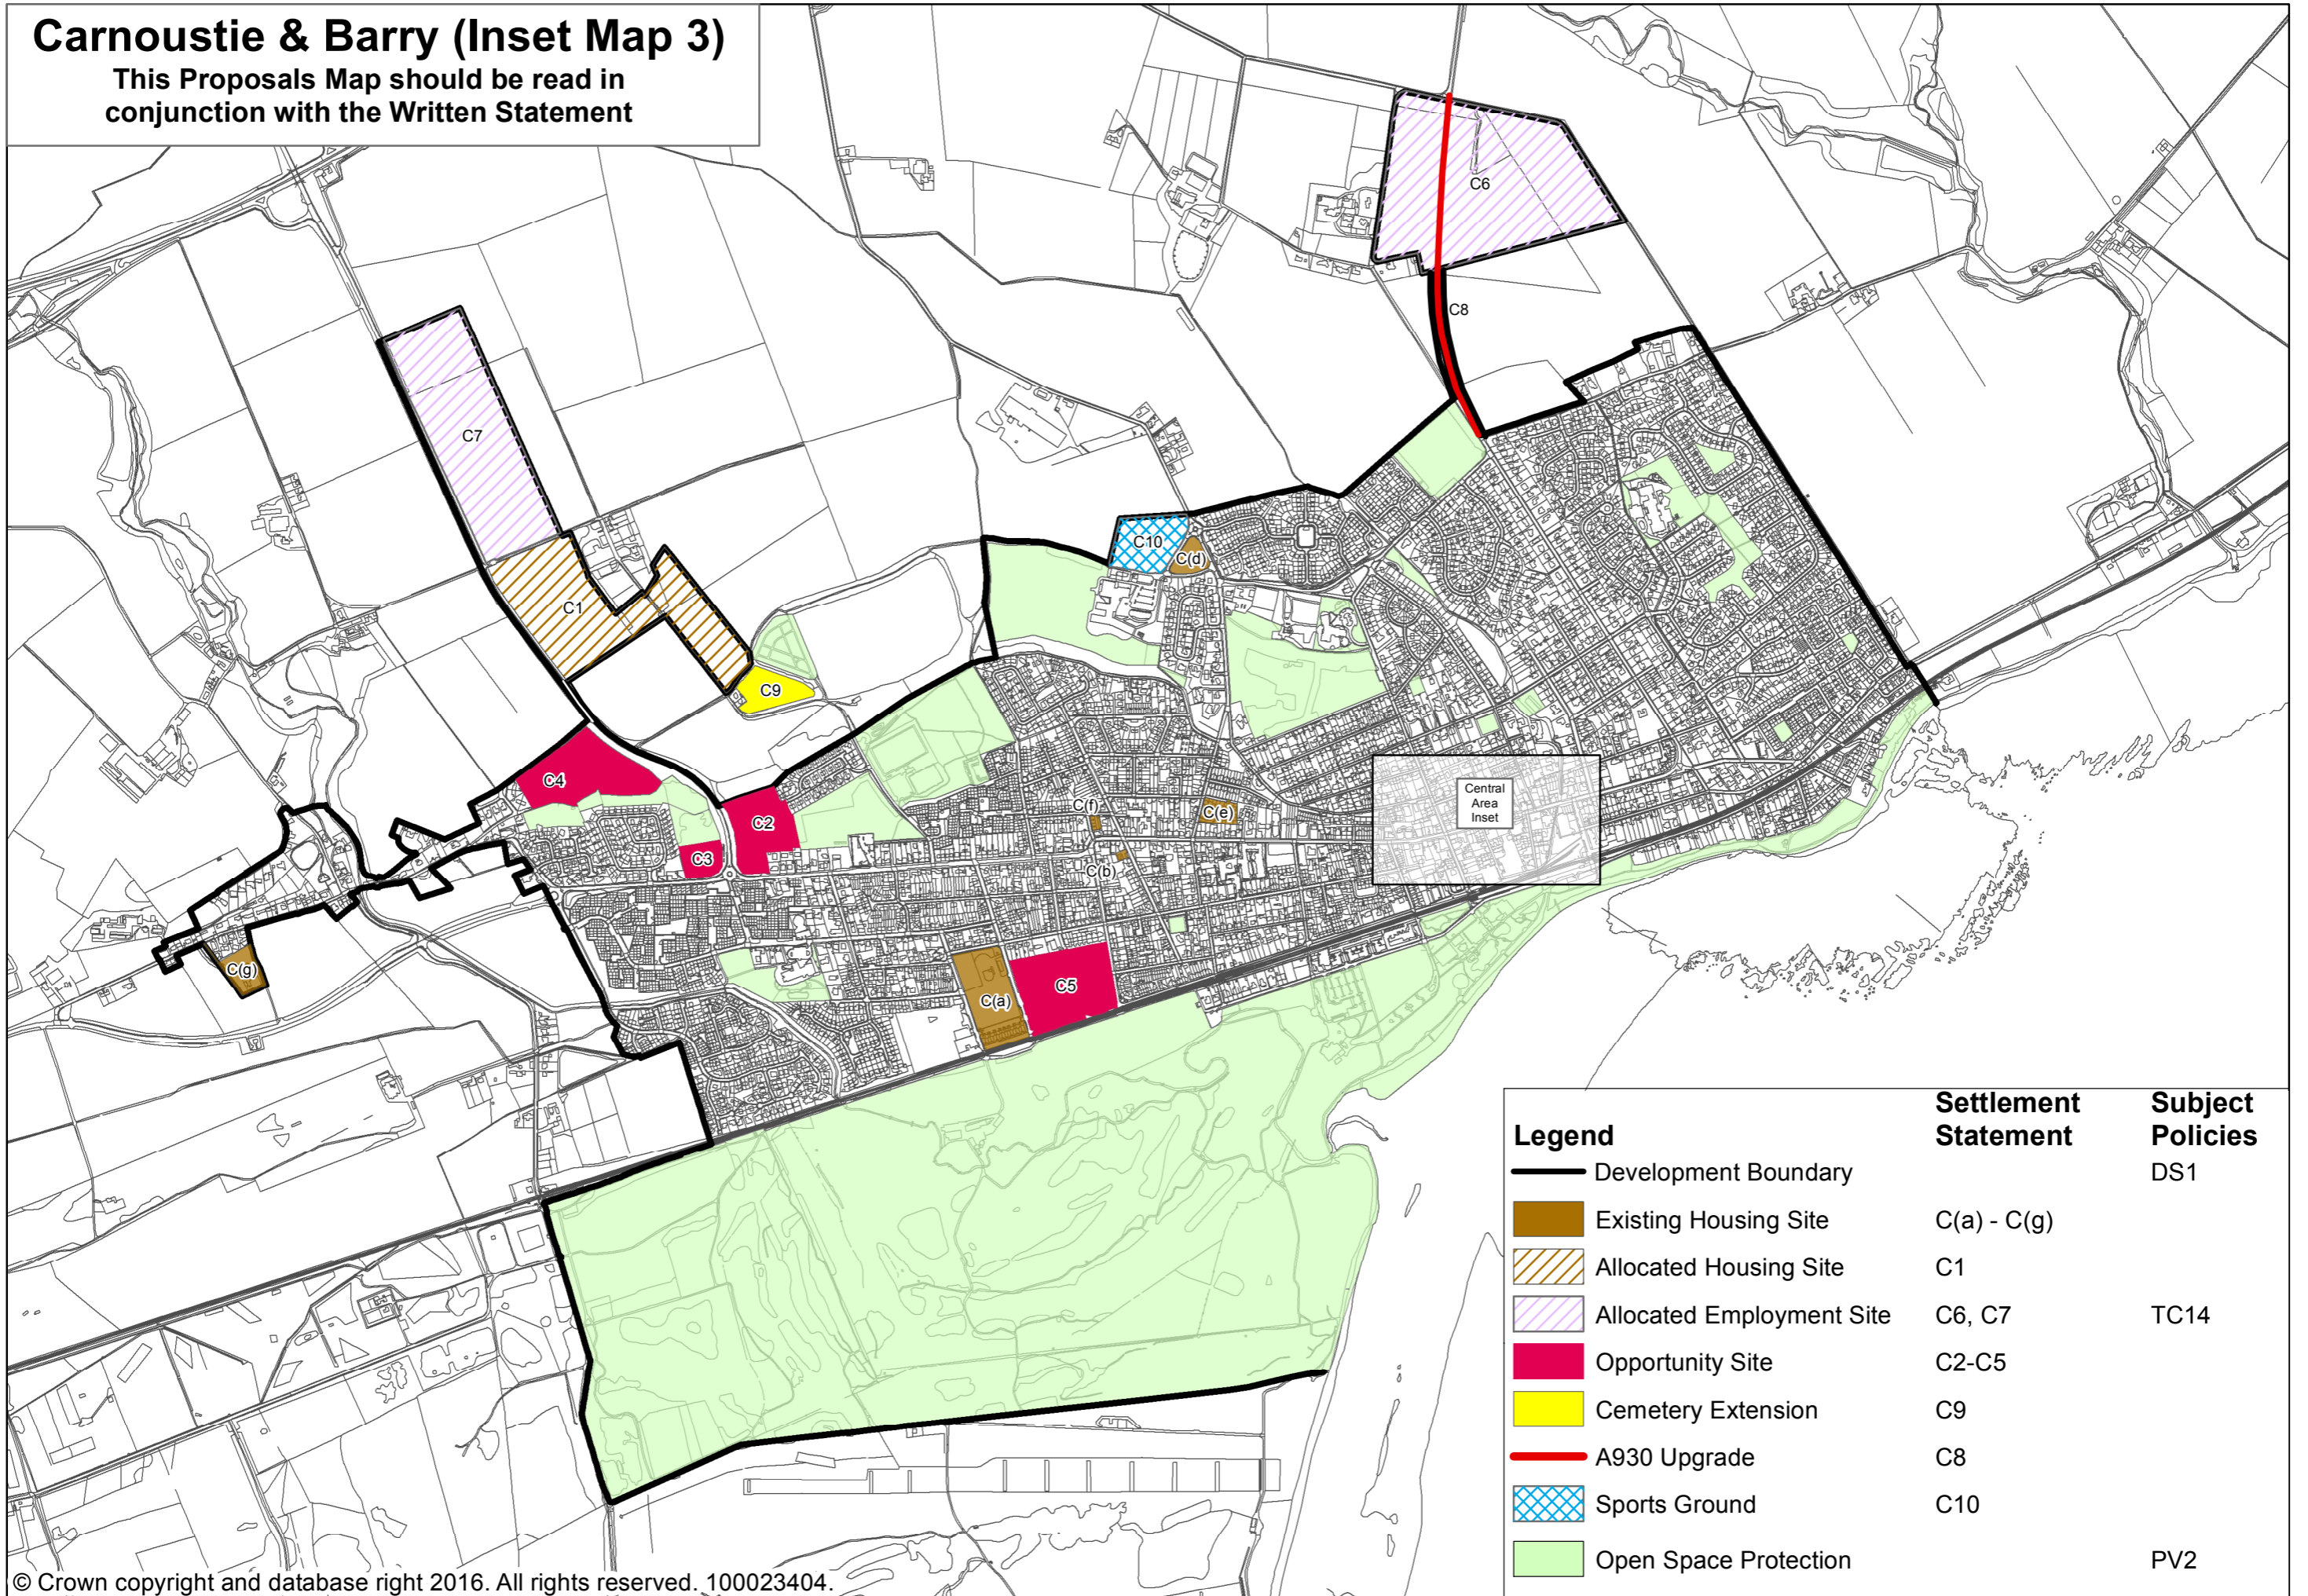 Carnoustie & Barry (Inset Map 3)
This Proposals Map should be read in
conjunction with the Written Statement
C6
C8
C7
C10
C(d)
C1
C9
C4
C2
C3
C(f)
C(e)
C(b)
Central
Area
Inset
C(g)
C(a)
C5
Legend
Settlement
Statement
Subject
Policies
Development Boundary DS1
Existing Housing Site C(a) - C(g)
Allocated Housing Site C1
Allocated Employment Site C6, C7 TC14
Opportunity Site C2-C5
Cemetery Extension C9
A930 Upgrade C8
Sports Ground C10
Open Space Protection PV2
© Crown copyright and database right 2016. All rights reserved. 100023404.